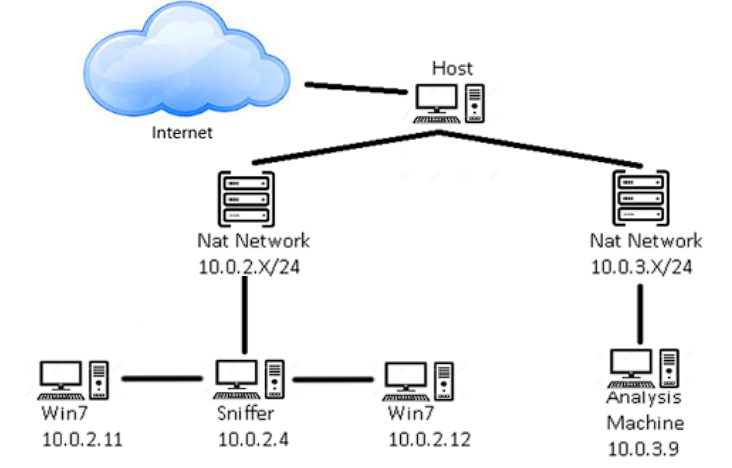 Host
Internet
Nat Network
10.0.2.X/24
Nat Network
10.0.3.X/24
Win7
10.0.2.11
Sniffer
10.0.2.4
Win7
10.0.2.12
Analysis
Machine
10.0.3.9